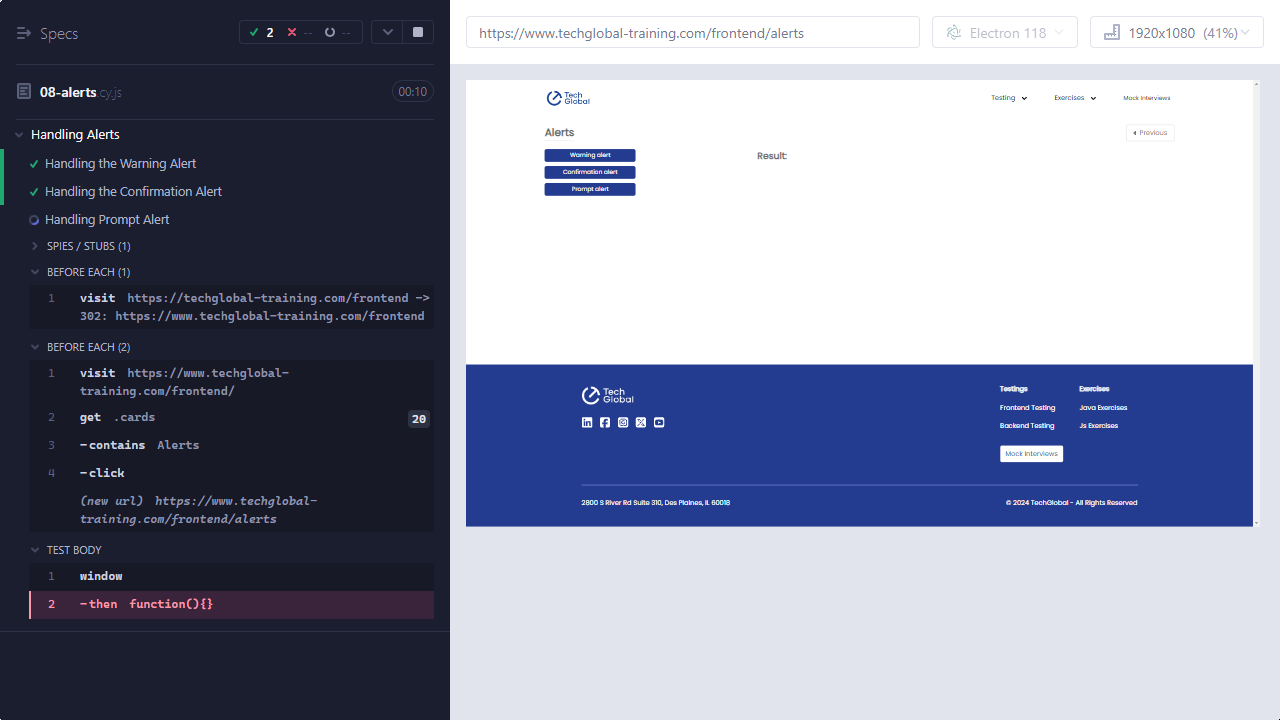 Specs
2 -- --
08-alerts.cy.js
00:10
Handling Alerts
Handling the Warning Alert
Handling the Confirmation Alert
Handling Prompt Alert
SPIES / STUBS (1)
BEFORE EACH (1)
1 visit https://techglobal-training.com/frontend ->
302: https://www.techglobal-training.com/frontend
BEFORE EACH (2)
1 visit https://www.techglobal-
training.com/frontend/
2 get .cards 20
3 -contains Alerts
4 -click
(new url) https://www.techglobal-
training.com/frontend/alerts
TEST BODY
1 window
2 -then function(){}
https://www.techglobal-training.com/frontend/alerts
Electron 118
1920x1080 (41%)
Tech
Global
Testing
Exercises
Mock Interviews
Alerts
Previous
Warning alert
Confirmation alert
Prompt alert
Result:
Tech
Global
Testings
Frontend Testing
Backend Testing
Mock Interviews
Exercises
Java Exercises
Js Exercises
2800 S River Rd Suite 310, Des Plaines, IL 60018
© 2024 TechGlobal - All Rights Reserved